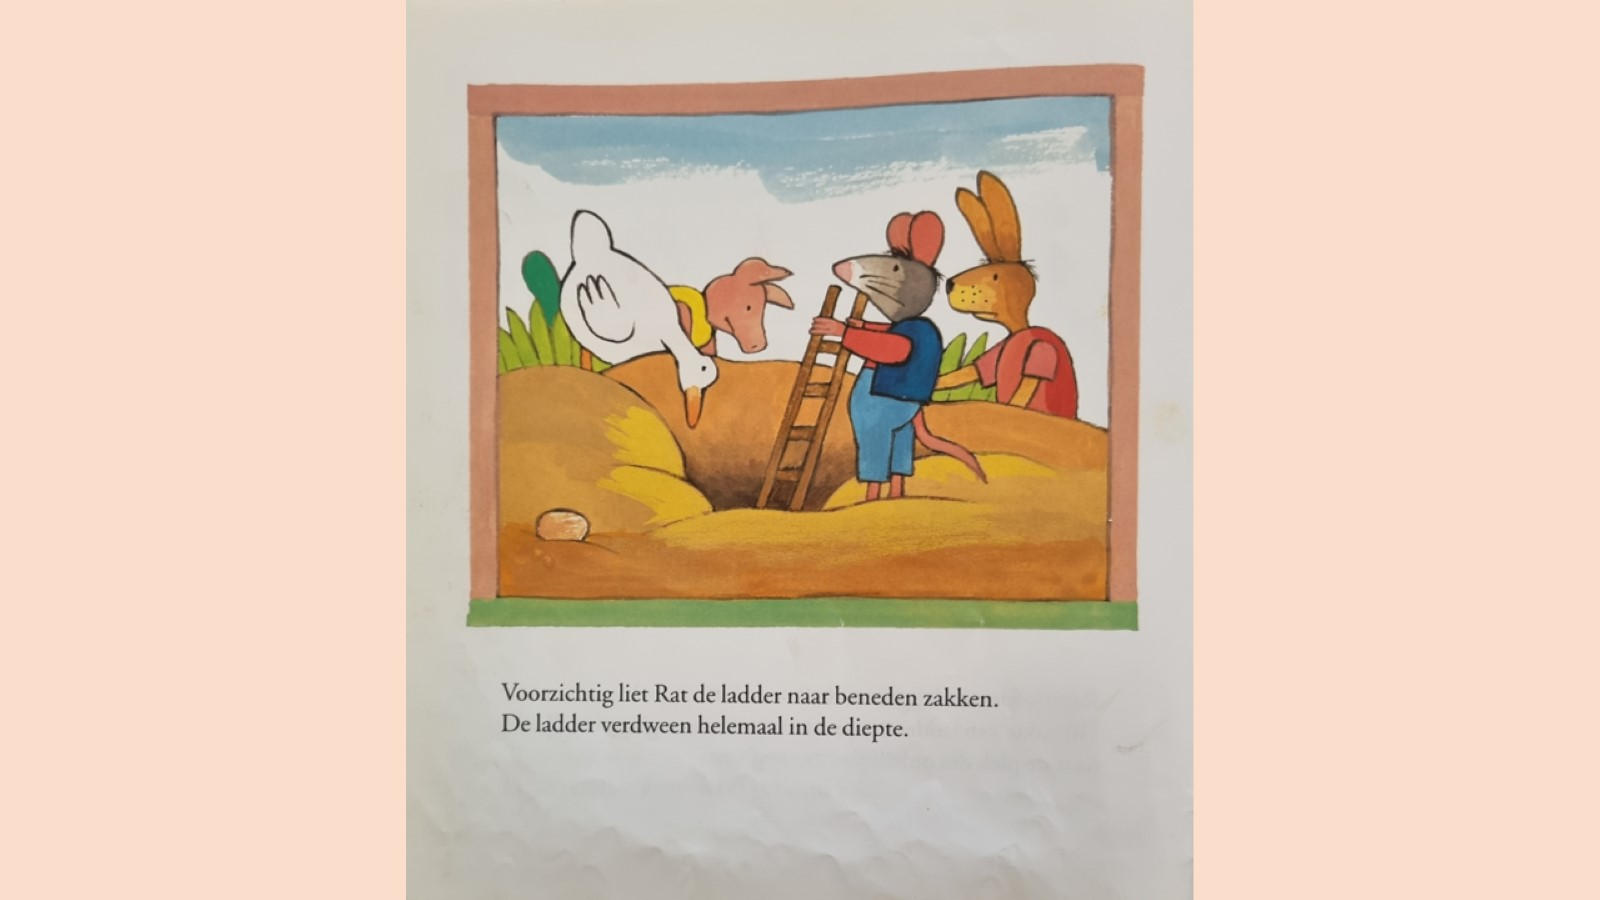 Voorzichtig liet Rat de ladder naar beneden zakken.
De ladder verdween helemaal in de diepte.